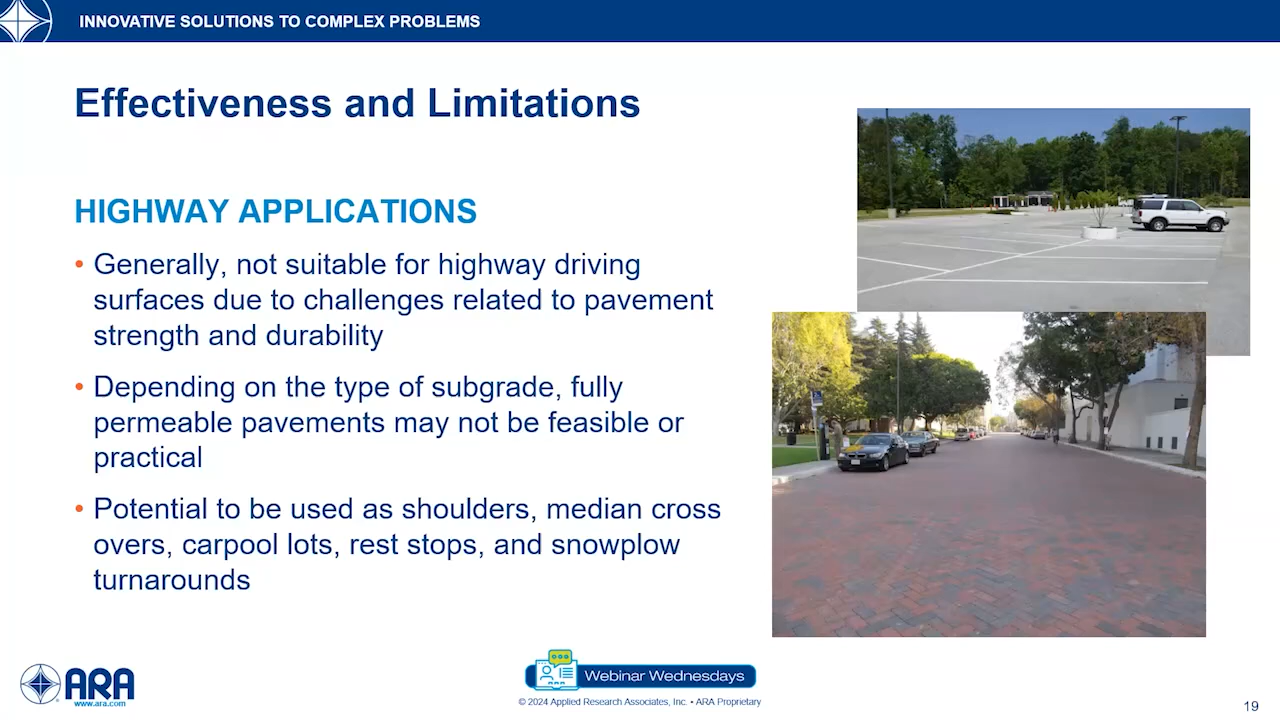 INNOVATIVE SOLUTIONS TO COMPLEX PROBLEMS
Effectiveness and Limitations
HIGHWAY APPLICATIONS
• Generally, not suitable for highway driving
surfaces due to challenges related to pavement
strength and durability
• Depending on the type of subgrade, fully
permeable pavements may not be feasible or
practical
• Potential to be used as shoulders, median cross
overs, carpool lots, rest stops, and snowplow
turnarounds
ARA
www.ara.com
Webinar Wednesdays
© 2024 Applied Research Associates, Inc. • ARA Proprietary
19